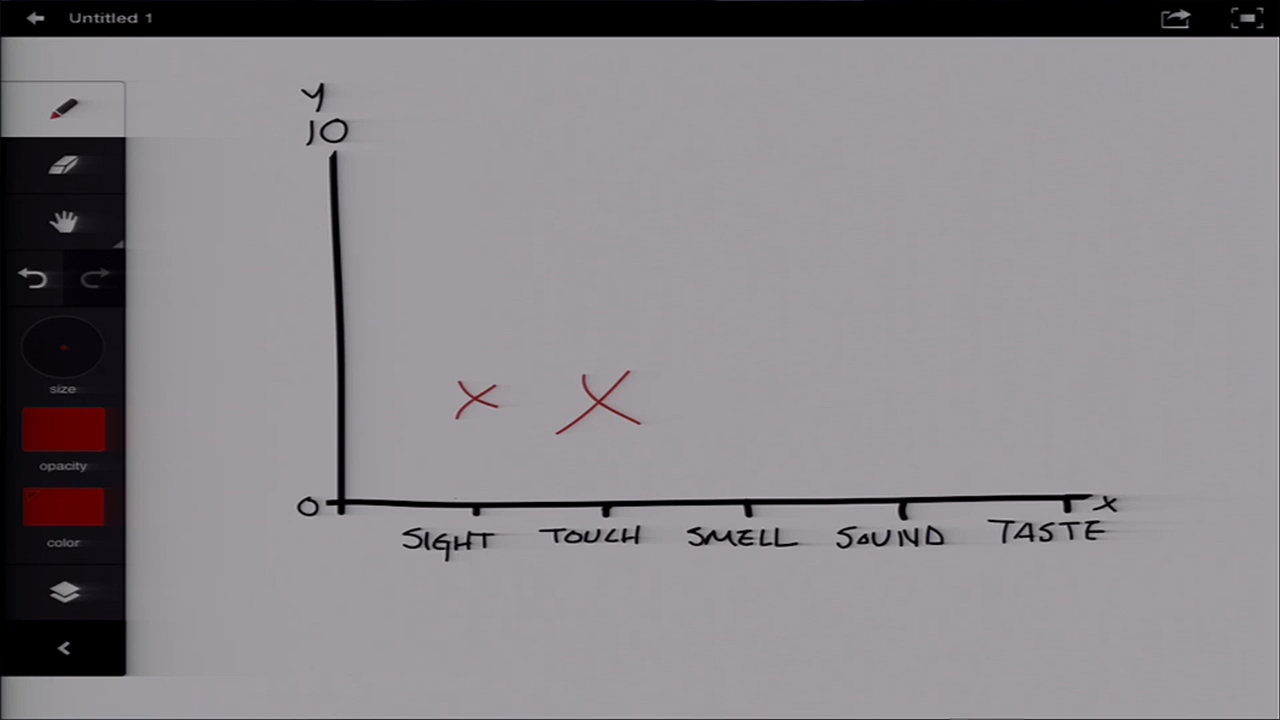 Untitled 1
Y
10
size
opacity
color
0
X
SIGHT TOUCH SMELL SOUND TASTE